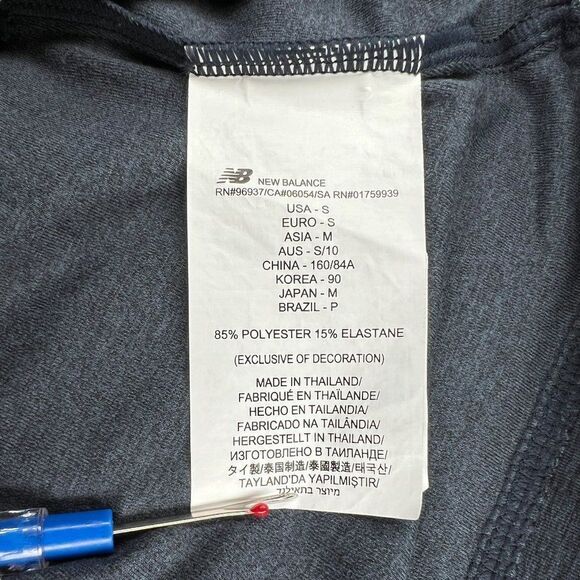 NB NEW BALANCE
RN#96937/CA#06054/SA RN#01759939
USA - S
EURO - S
ASIA - M
AUS - S/10
CHINA - 160/84A
KOREA - 90
JAPAN - M
BRAZIL - P
85% POLYESTER 15% ELASTANE
(EXCLUSIVE OF DECORATION)
MADE IN THAILAND/
FABRIQUÉ EN THAÏLANDE/
HECHO EN TAILANDIA/
FABRICADO NA TAILÂNDIA/
HERGESTELLT IN THAILAND/
ИЗГОТОВЛЕНО В ТАИЛАНДЕ/
タイ製/泰国制造/泰國製造/태국산/
TAYLAND'DA YAPILMIŞTIR/
מיוצר בתאילנד